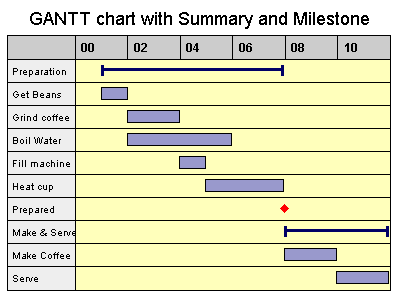 GANTT chart with Summary and Milestone
00 02 04 06 08 10
Preparation
Get Beans
Grind coffee
Boil Water
Fill machine
Heat cup
Prepared
Make & Serve
Make Coffee
Serve